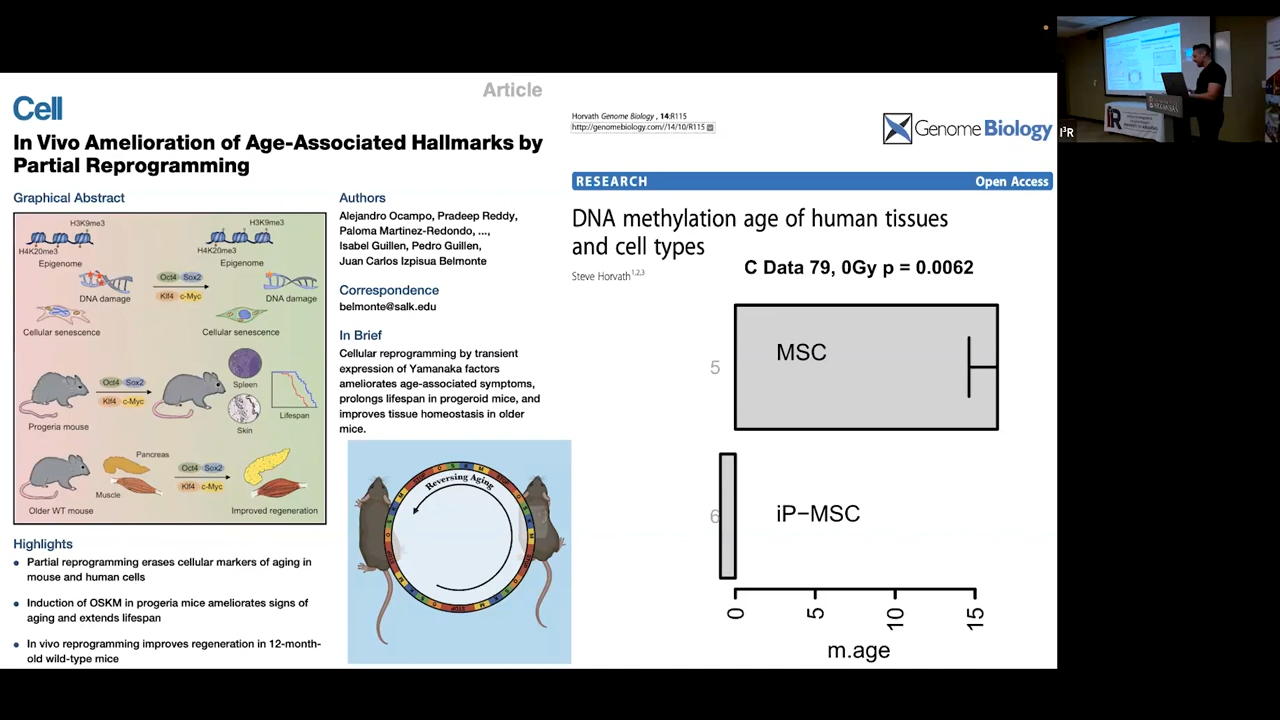 Article
Cell
In Vivo Amelioration of Age-Associated Hallmarks by
Partial Reprogramming
Graphical Abstract
H3K9me3
H4K20me3
Epigenome
H3K9me3
H4K20me3
Epigenome
DNA damage
Oct4 Sox2
Klf4 c-Myc
DNA damage
Cellular senescence
Cellular senescence
Progeria mouse
Oct4 Sox2
Klf4 c-Myc
Spleen
Skin
Lifespan
Older WT mouse
Pancreas
Muscle
Oct4 Sox2
Klf4 c-Myc
Improved regeneration
Highlights
• Partial reprogramming erases cellular markers of aging in
mouse and human cells
• Induction of OSKM in progeria mice ameliorates signs of
aging and extends lifespan
• In vivo reprogramming improves regeneration in 12-month-
old wild-type mice
Authors
Alejandro Ocampo, Pradeep Reddy,
Paloma Martinez-Redondo, ...,
Isabel Guillen, Pedro Guillen,
Juan Carlos Izpisua Belmonte
Correspondence
belmonte@salk.edu
In Brief
Cellular reprogramming by transient
expression of Yamanaka factors
ameliorates age-associated symptoms,
prolongs lifespan in progeroid mice, and
improves tissue homeostasis in older
mice.
Reversing Aging
Horvath Genome Biology , 14:R115
http://genomebiology.com//14/10/R115
Genome Biology
RESEARCH
Open Access
DNA methylation age of human tissues
and cell types
Steve Horvath1,2,3
C Data 79, 0Gy p = 0.0062
5
MSC
6
iP−MSC
0
5
10
15
m.age
I³R